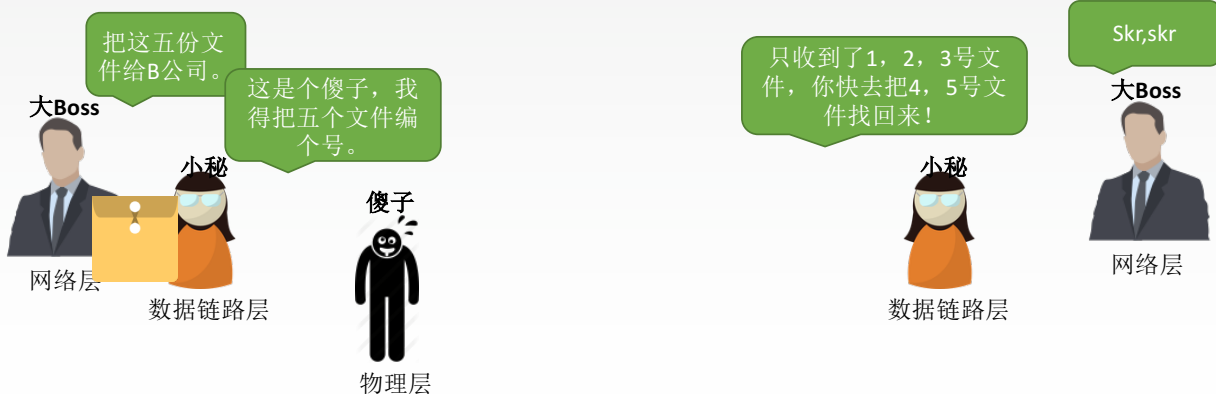 把这五份文
件给B公司。
这是个傻子，我
得把五个文件编
个号。
大Boss
小秘
傻子
网络层
数据链路层
物理层
只收到了1，2，3号文
件，你快去把4，5号文
件找回来！
Skr,skr
大Boss
小秘
网络层
数据链路层